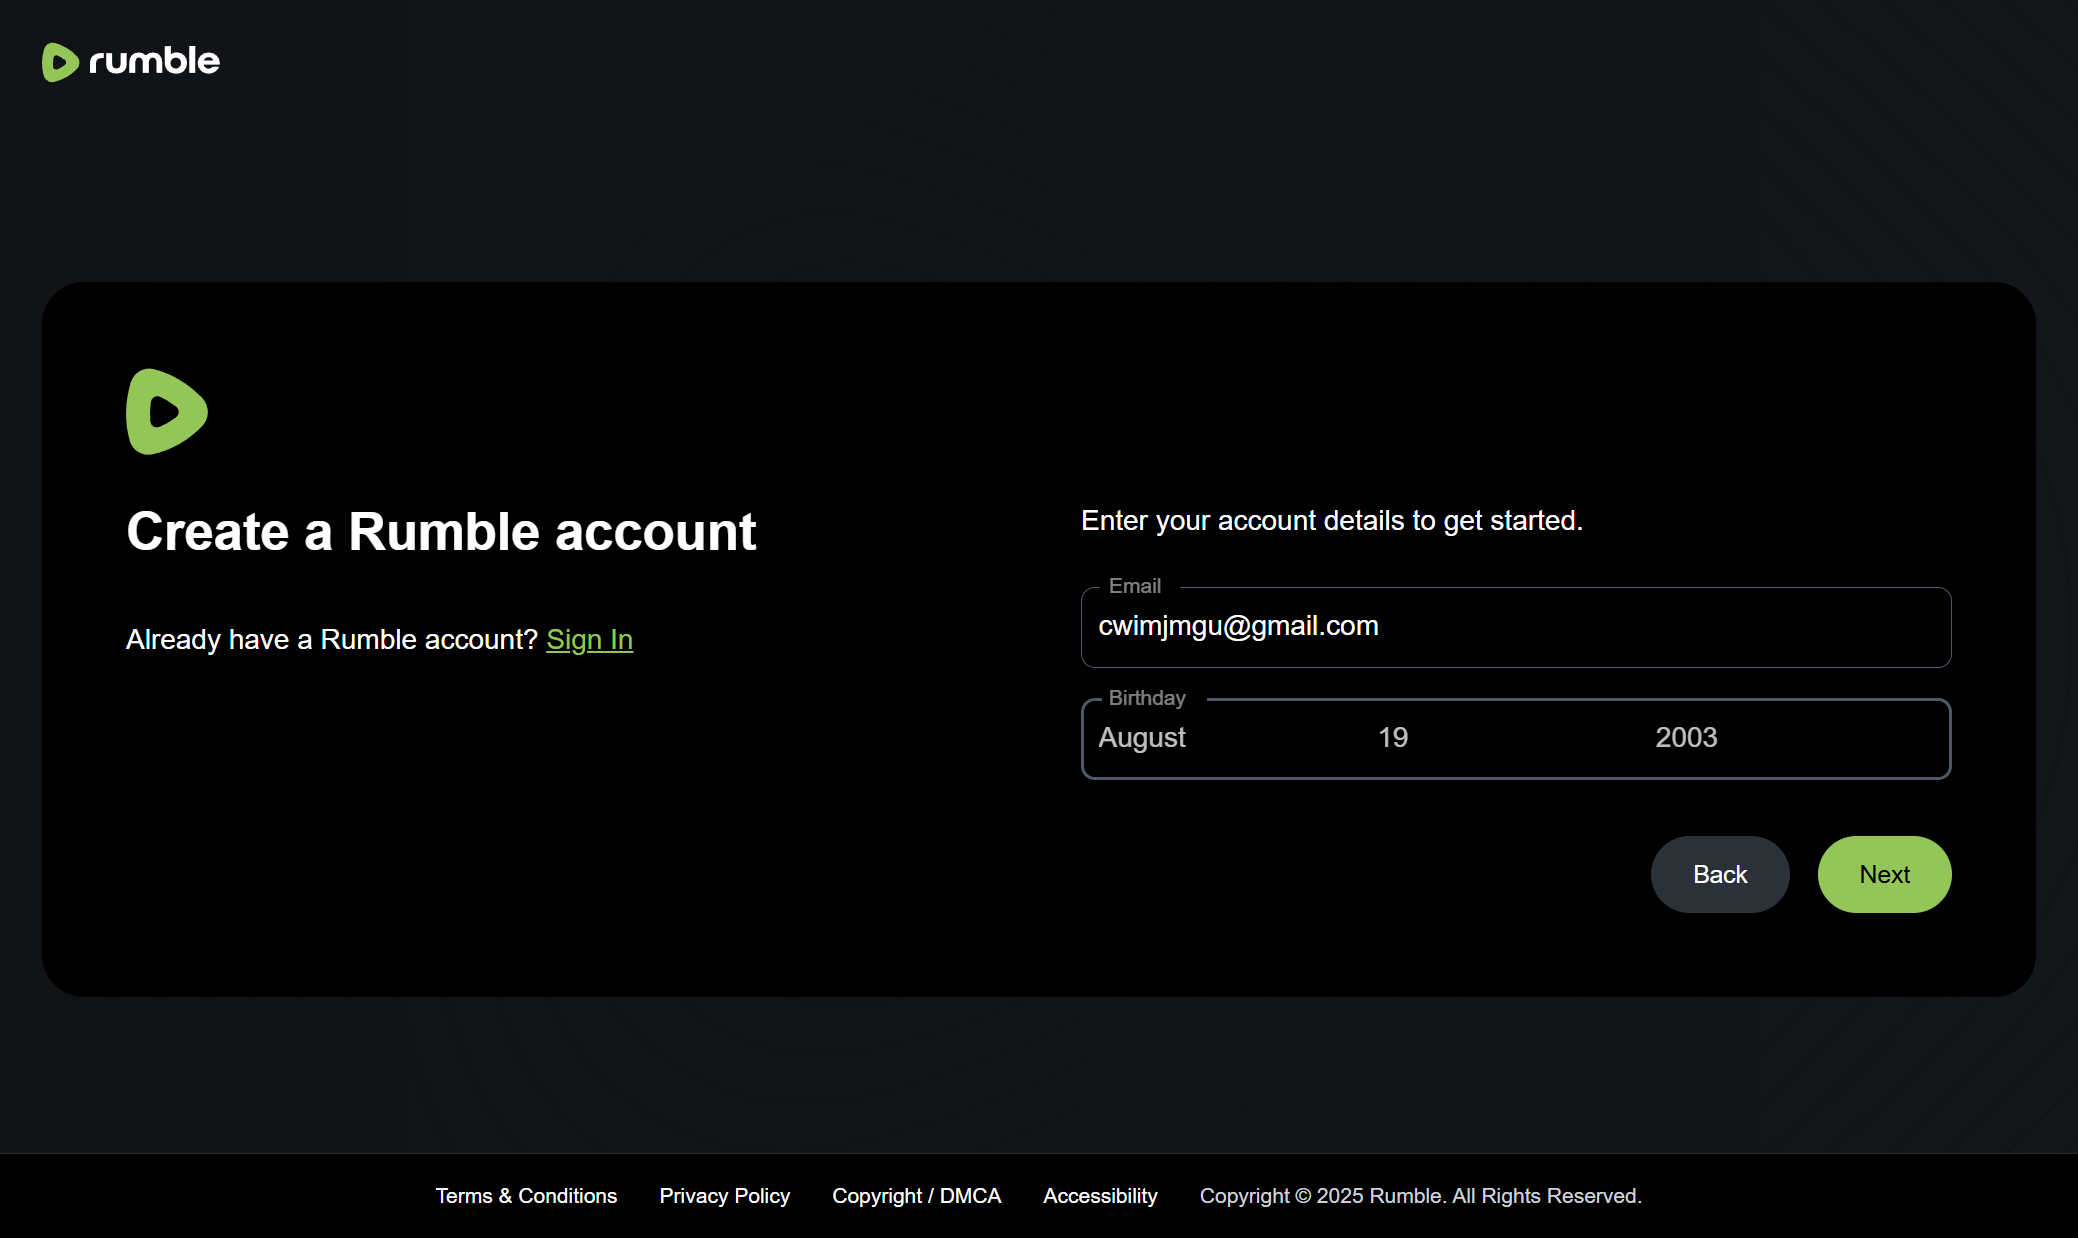 rumble
Create a Rumble account
Already have a Rumble account? Sign In
Enter your account details to get started.
Email
cwimjmgu@gmail.com
Birthday
August 19 2003
Back Next
Terms & Conditions Privacy Policy Copyright / DMCA Accessibility Copyright © 2025 Rumble. All Rights Reserved.